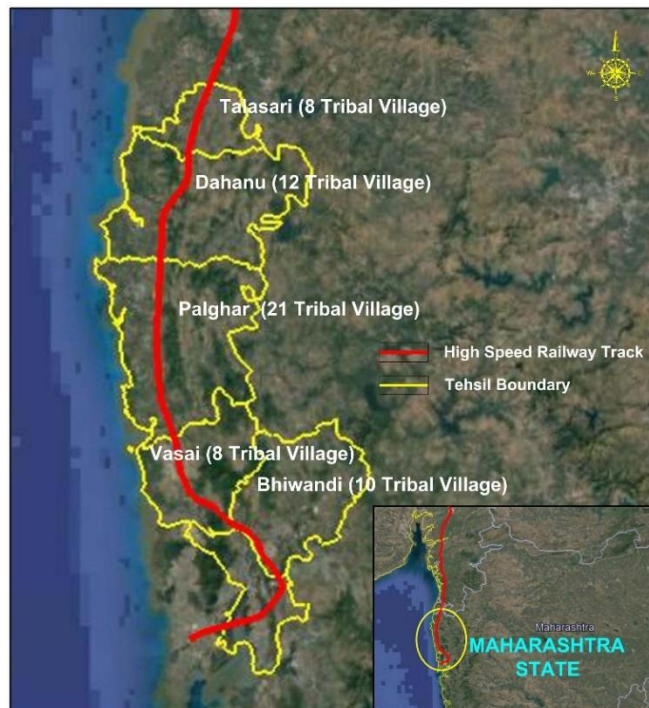 N
W
E
S
Talasari (8 Tribal Village)
Dahanu (12 Tribal Village)
Palghar (21 Tribal Village)
High Speed Railway Track
Tehsil Boundary
Vasai (8 Tribal Village)
Bhiwandi (10 Tribal Village)
Maharashtra
MAHARASHTRA
STATE